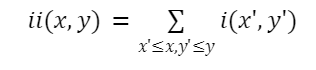 ii(x, y) = ∑ i(x', y')
x'≤x,y'≤y